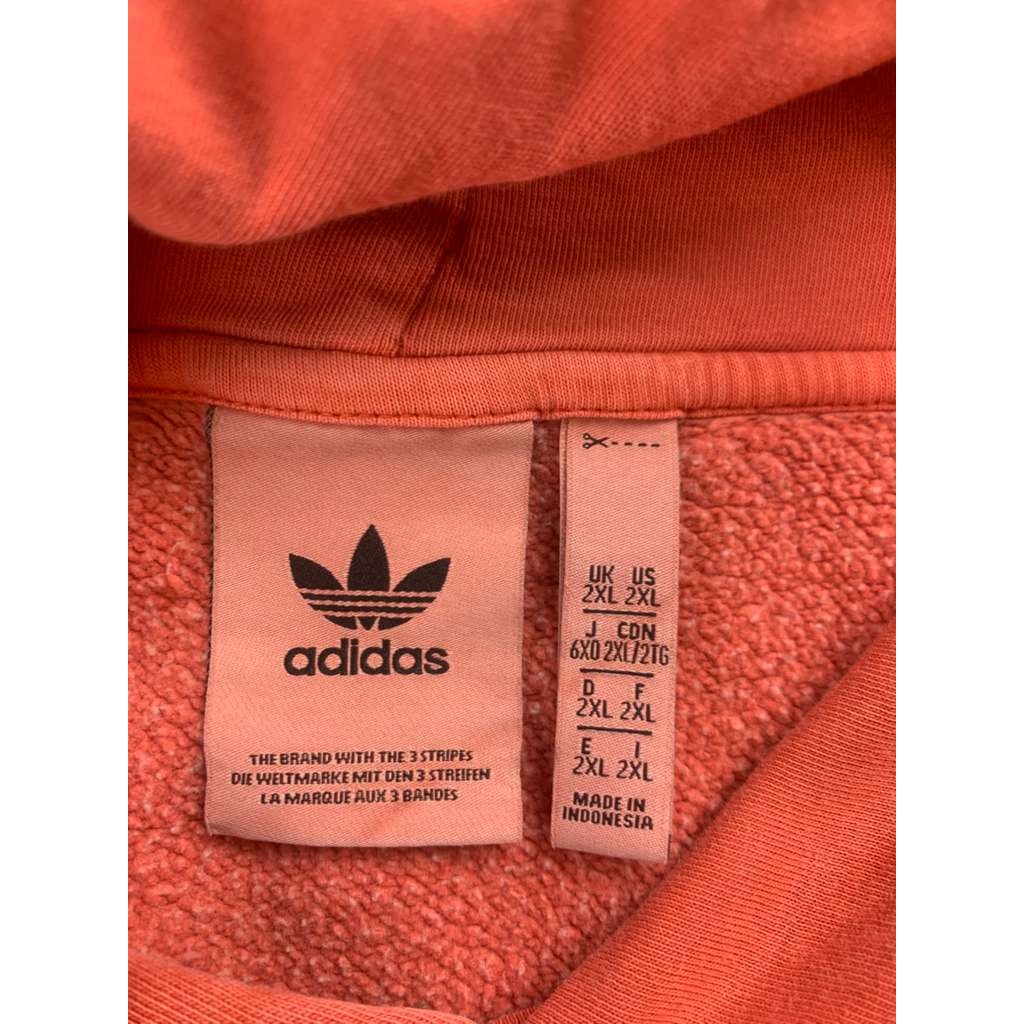 adidas
THE BRAND WITH THE 3 STRIPES
DIE WELTMARKE MIT DEN 3 STREIFEN
LA MARQUE AUX 3 BANDES
UK US
2XL 2XL
J CDN
6XO 2XL/2TG
D F
2XL 2XL
E I
2XL 2XL
MADE IN
INDONESIA